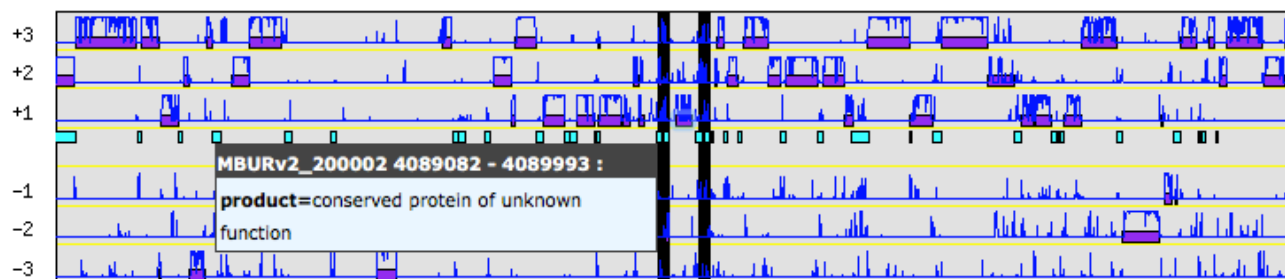 +3
+2
+1
MBURv2_200002 4089082 - 4089993 :
product=conserved protein of unknown
function
-1
-2
-3